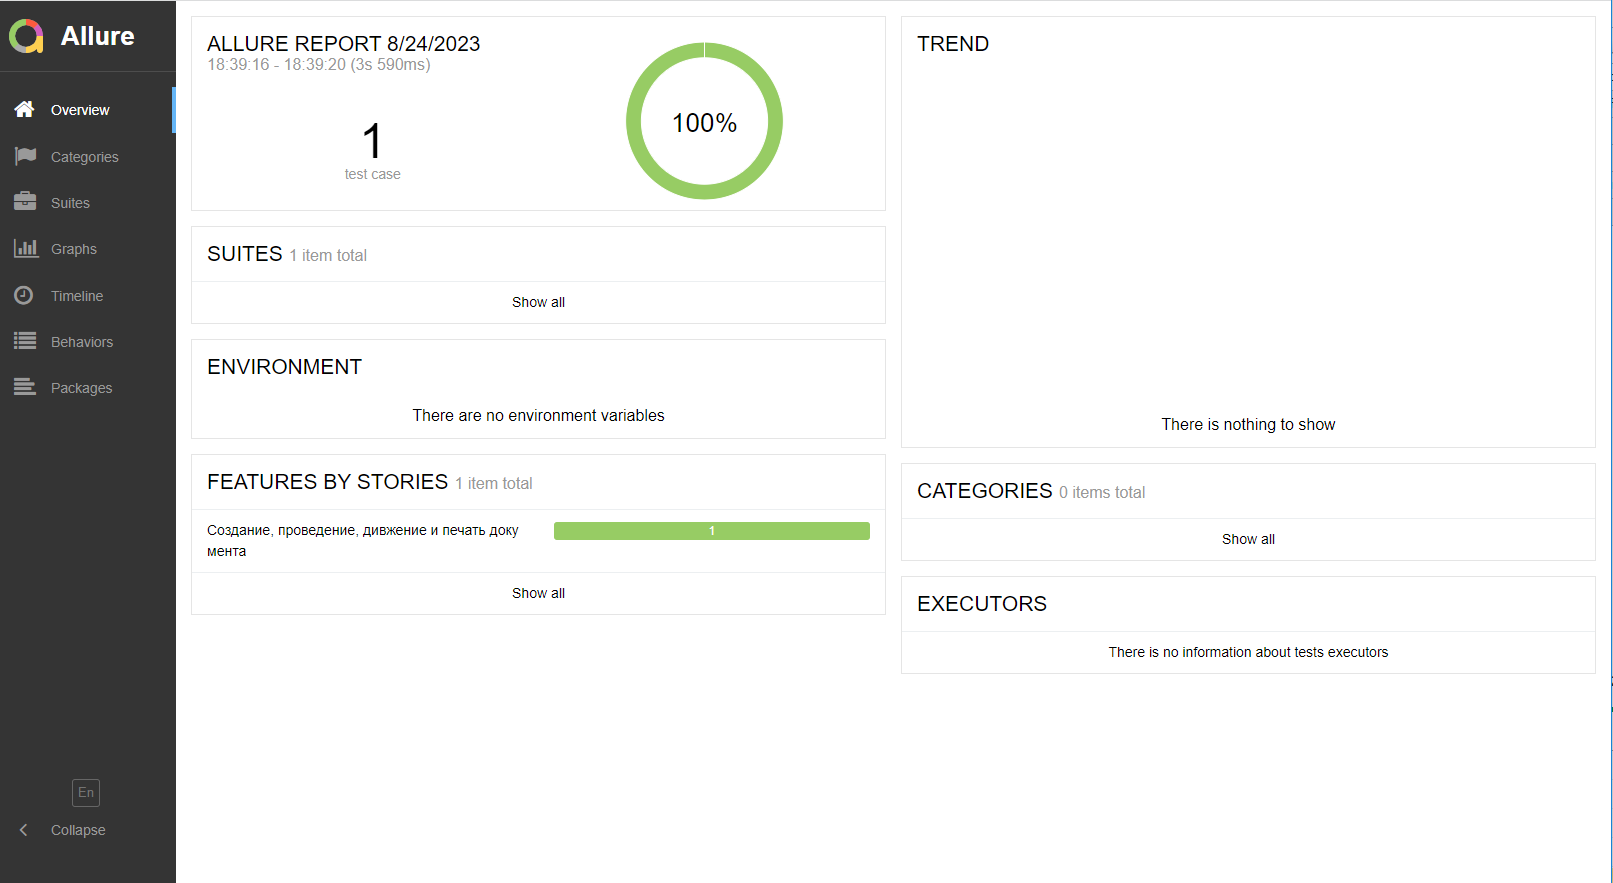 Allure
Overview
Categories
Suites
Graphs
Timeline
Behaviors
Packages
En
Collapse
ALLURE REPORT 8/24/2023
18:39:16 - 18:39:20 (3s 590ms)
1
test case
100%
SUITES 1 item total
Show all
ENVIRONMENT
There are no environment variables
FEATURES BY STORIES 1 item total
Создание, проведение, дивжение и печать доку
мента
1
Show all
TREND
There is nothing to show
CATEGORIES 0 items total
Show all
EXECUTORS
There is no information about tests executors